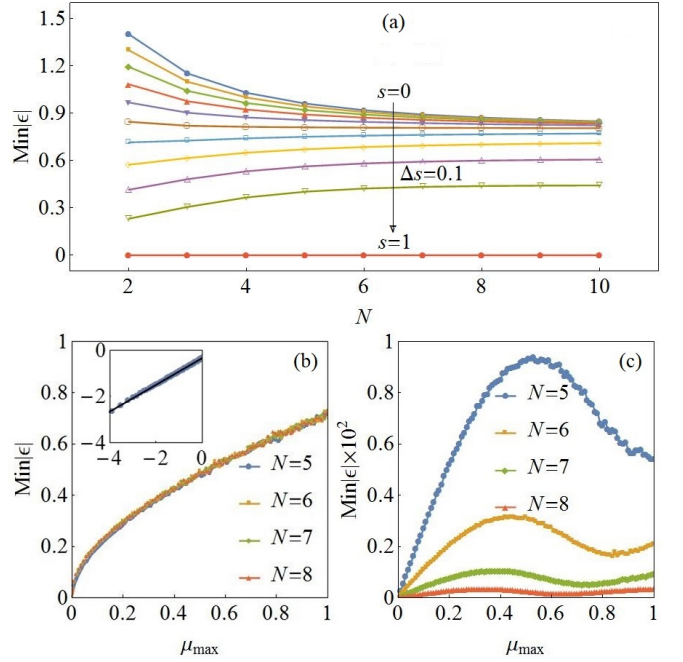 (a)
1.5
1.2
0.9
0.6
0.3
0
Min|ϵ|
s=0
Δs=0.1
s=1
2 4 6 8 10
N
(b)
1
0.8
0.6
0.4
0.2
0
Min|ϵ|
0
−2
−4
−4 −2 0
N=5
N=6
N=7
N=8
0 0.2 0.4 0.6 0.8 1
μmax
(c)
1
0.8
0.6
0.4
0.2
0
Min|ϵ|×10²
N=5
N=6
N=7
N=8
0 0.2 0.4 0.6 0.8 1
μmax